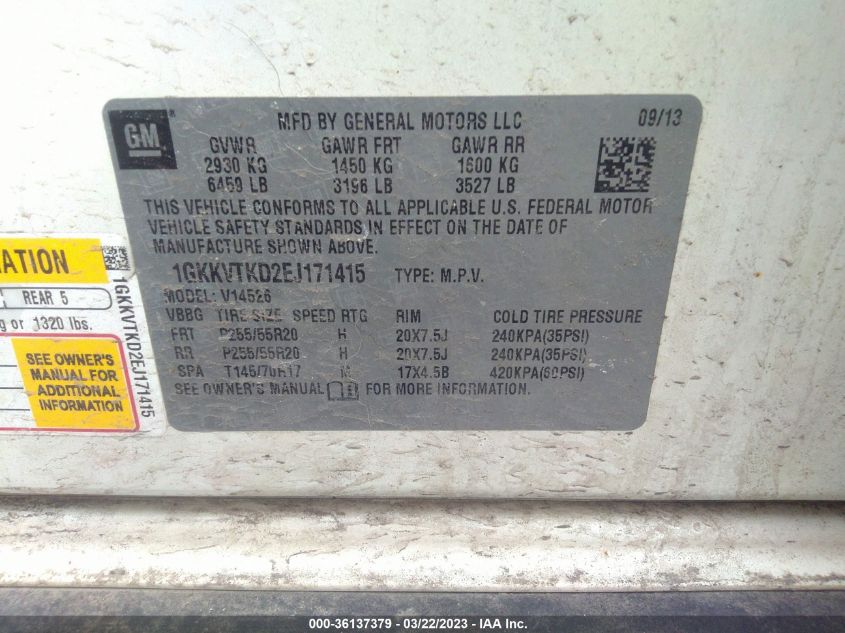 GM
MFD BY GENERAL MOTORS LLC 09/13
GVWR GAWR FRT GAWR RR
2930 KG 1450 KG 1600 KG
6459 LB 3196 LB 3527 LB
THIS VEHICLE CONFORMS TO ALL APPLICABLE U.S. FEDERAL MOTOR
VEHICLE SAFETY STANDARDS IN EFFECT ON THE DATE OF
MANUFACTURE SHOWN ABOVE.
1GKKVTKD2EJ171415 TYPE: M.P.V.
MODEL: V14526
VBBG TIRE SIZE SPEED RTG RIM COLD TIRE PRESSURE
FRT P255/55R20 H 20X7.5J 240KPA(35PSI)
RR P255/55R20 H 20X7.5J 240KPA(35PSI)
SPA T145/70R17 M 17X4.5B 420KPA(60PSI)
SEE OWNER'S MANUAL FOR MORE INFORMATION.
MATION
REAR 5
g or 1320 lbs.
SEE OWNER'S
MANUAL FOR
ADDITIONAL
INFORMATION
1GKKVTKD2EJ171415
000-36137379 - 03/22/2023 - IAA Inc.